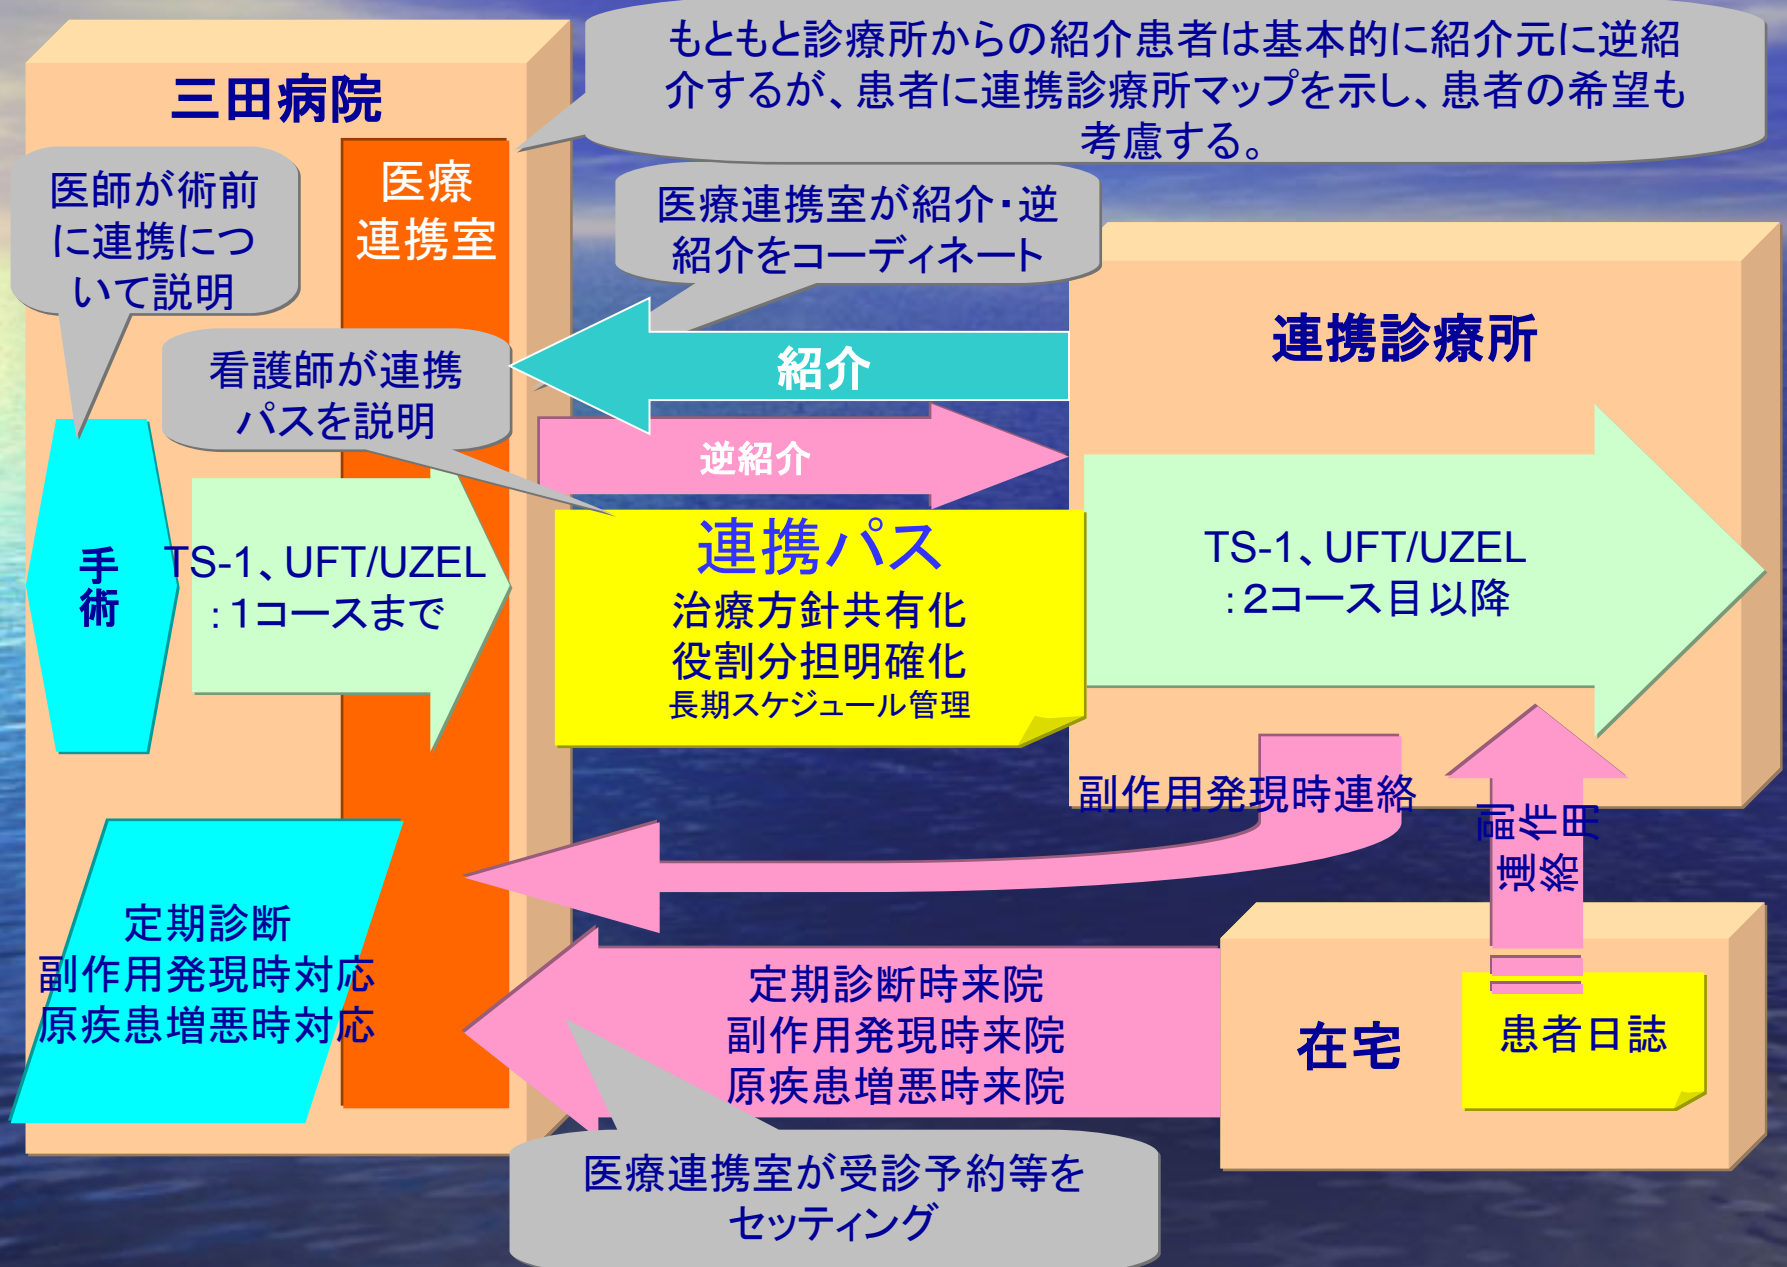 もともと診療所からの紹介患者は基本的に紹介元に逆紹
介するが、患者に連携診療所マップを示し、患者の希望も
考慮する。
三田病院
医療
連携室
医師が術前
に連携につ
いて説明
医療連携室が紹介・逆
紹介をコーディネート
連携診療所
看護師が連携
パスを説明
紹介
逆紹介
手
術
TS-1、UFT/UZEL
:1コースまで
連携パス
治療方針共有化
役割分担明確化
長期スケジュール管理
TS-1、UFT/UZEL
:2コース目以降
副作用発現時連絡
副作用
連絡
定期診断
副作用発現時対応
原疾患増悪時対応
定期診断時来院
副作用発現時来院
原疾患増悪時来院
在宅
患者日誌
医療連携室が受診予約等を
セッティング